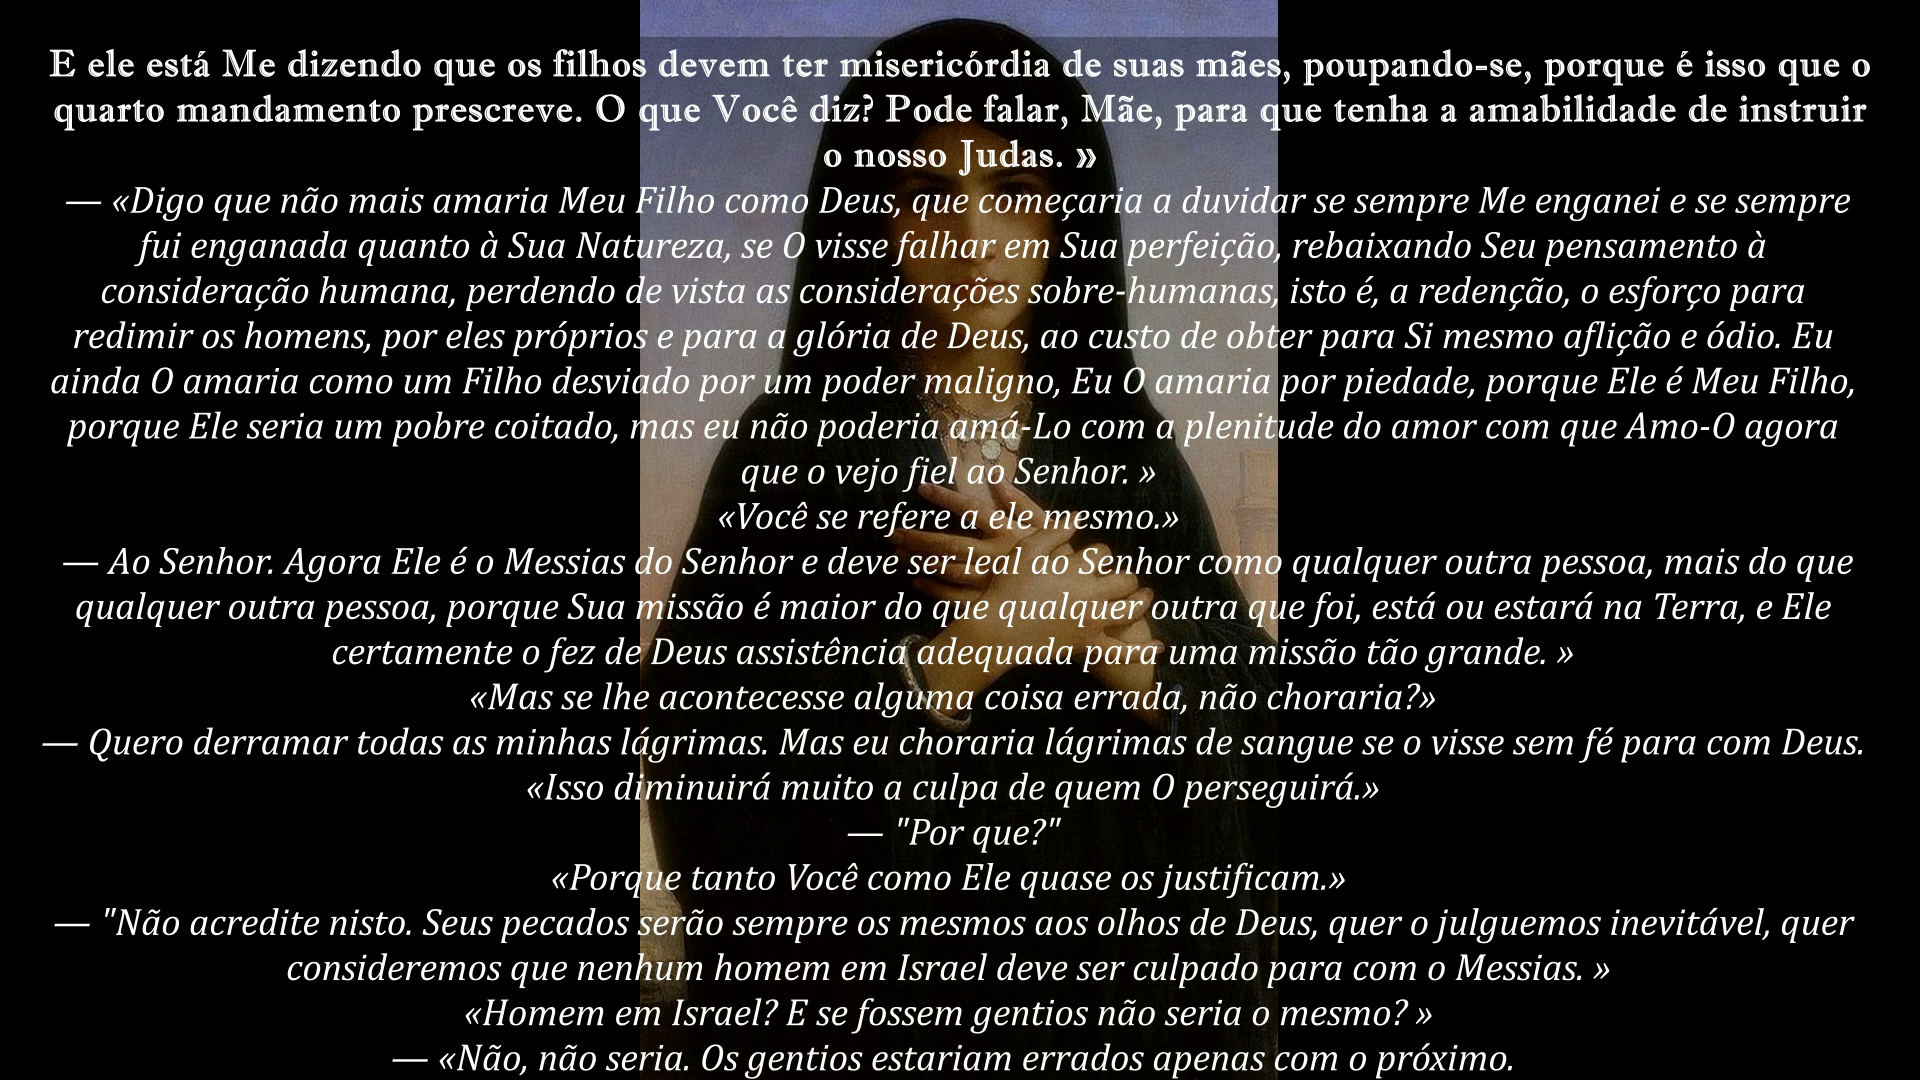 E ele está Me dizendo que os filhos devem ter misericórdia de suas mães, poupando-se, porque é isso que o
quarto mandamento prescreve. O que Você diz? Pode falar, Mãe, para que tenha a amabilidade de instruir
o nosso Judas. »
— «Digo que não mais amaria Meu Filho como Deus, que começaria a duvidar se sempre Me enganei e se sempre
fui enganada quanto à Sua Natureza, se O visse falhar em Sua perfeição, rebaixando Seu pensamento à
consideração humana, perdendo de vista as considerações sobre-humanas, isto é, a redenção, o esforço para
redimir os homens, por eles próprios e para a glória de Deus, ao custo de obter para Si mesmo aflição e ódio. Eu
ainda O amaria como um Filho desviado por um poder maligno, Eu O amaria por piedade, porque Ele é Meu Filho,
porque Ele seria um pobre coitado, mas eu não poderia amá-Lo com a plenitude do amor com que Amo-O agora
que o vejo fiel ao Senhor. »
«Você se refere a ele mesmo.»
— Ao Senhor. Agora Ele é o Messias do Senhor e deve ser leal ao Senhor como qualquer outra pessoa, mais do que
qualquer outra pessoa, porque Sua missão é maior do que qualquer outra que foi, está ou estará na Terra, e Ele
certamente o fez de Deus assistência adequada para uma missão tão grande. »
«Mas se lhe acontecesse alguma coisa errada, não choraria?»
— Quero derramar todas as minhas lágrimas. Mas eu choraria lágrimas de sangue se o visse sem fé para com Deus.
«Isso diminuirá muito a culpa de quem O perseguirá.»
— "Por que?"
«Porque tanto Você como Ele quase os justificam.»
— "Não acredite nisto. Seus pecados serão sempre os mesmos aos olhos de Deus, quer o julguemos inevitável, quer
consideremos que nenhum homem em Israel deve ser culpado para com o Messias. »
«Homem em Israel? E se fossem gentios não seria o mesmo? »
— «Não, não seria. Os gentios estariam errados apenas com o próximo.